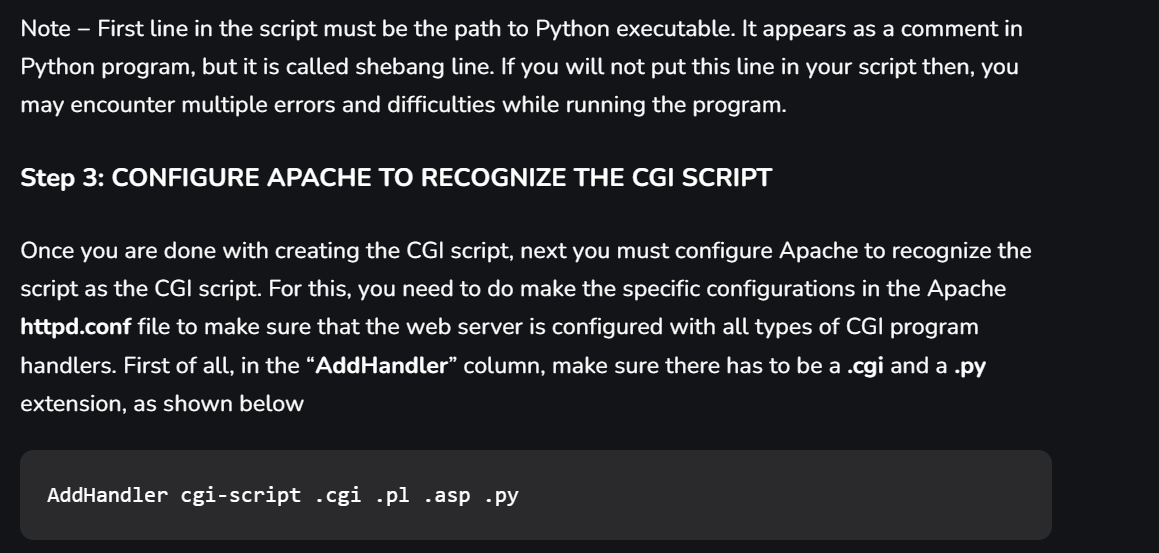 Note – First line in the script must be the path to Python executable. It appears as a comment in
Python program, but it is called shebang line. If you will not put this line in your script then, you
may encounter multiple errors and difficulties while running the program.
Step 3: CONFIGURE APACHE TO RECOGNIZE THE CGI SCRIPT
Once you are done with creating the CGI script, next you must configure Apache to recognize the
script as the CGI script. For this, you need to do make the specific configurations in the Apache
httpd.conf file to make sure that the web server is configured with all types of CGI program
handlers. First of all, in the “AddHandler” column, make sure there has to be a .cgi and a .py
extension, as shown below
AddHandler cgi-script .cgi .pl .asp .py